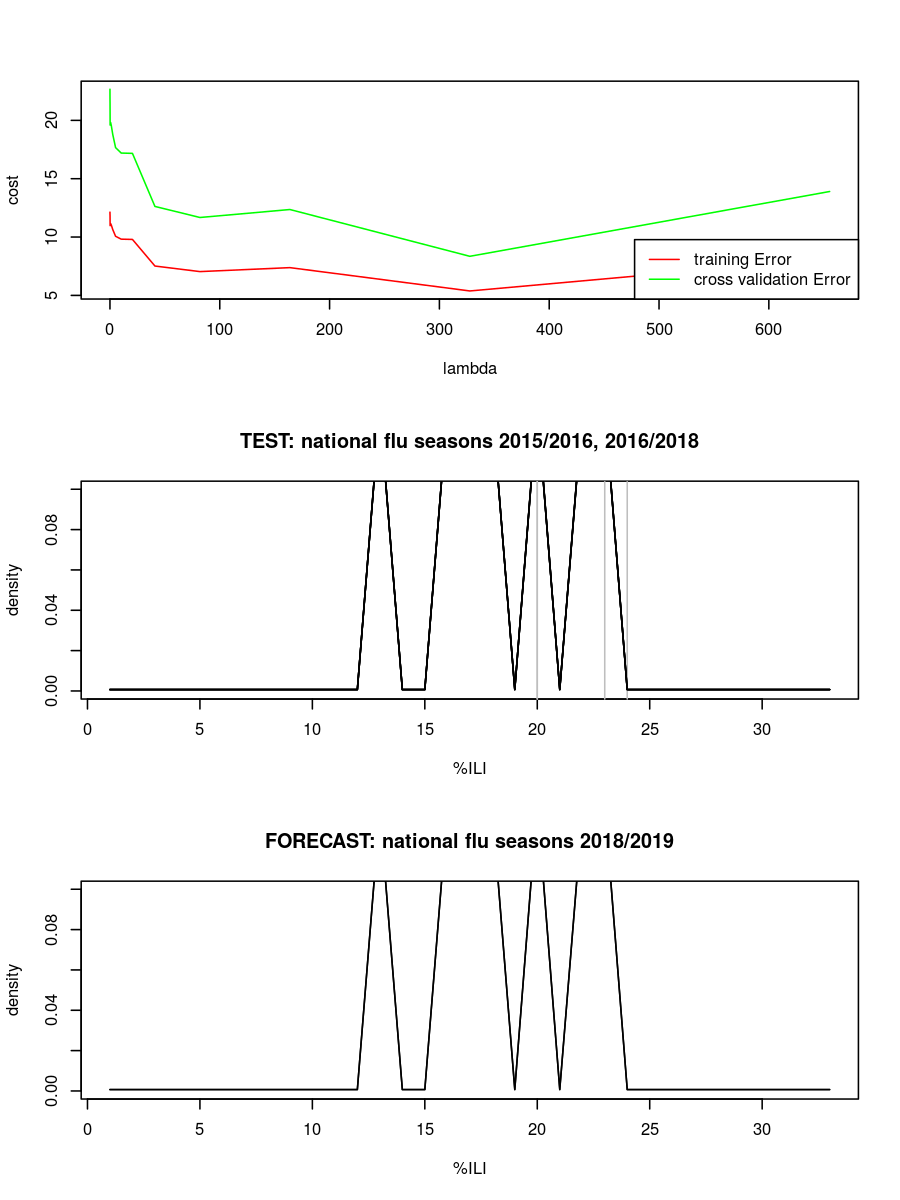 cost
5
10
15
20
training Error
cross validation Error
0 100 200 300 400 500 600
lambda
TEST: national flu seasons 2015/2016, 2016/2018
density
0.00
0.04
0.08
0 5 10 15 20 25 30
%ILI
FORECAST: national flu seasons 2018/2019
density
0.00
0.04
0.08
0 5 10 15 20 25 30
%ILI